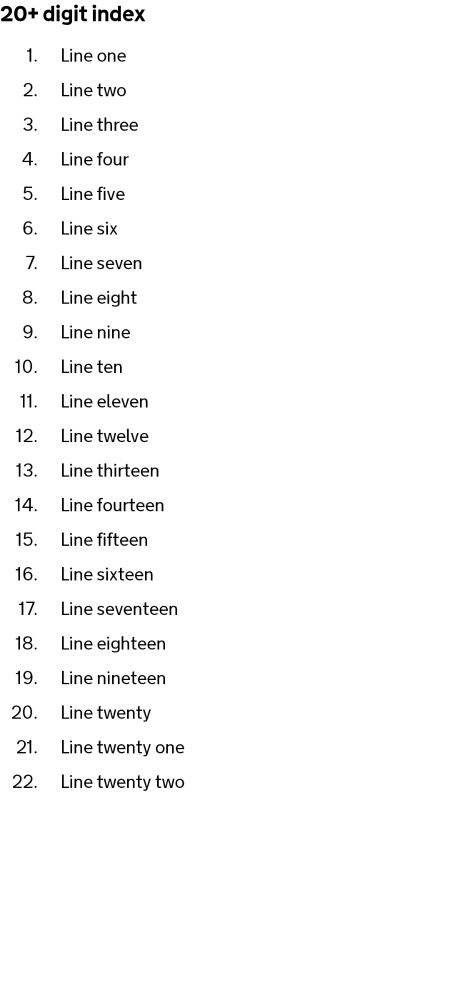 20+ digit index
1. Line one
2. Line two
3. Line three
4. Line four
5. Line five
6. Line six
7. Line seven
8. Line eight
9. Line nine
10. Line ten
11. Line eleven
12. Line twelve
13. Line thirteen
14. Line fourteen
15. Line fifteen
16. Line sixteen
17. Line seventeen
18. Line eighteen
19. Line nineteen
20. Line twenty
21. Line twenty one
22. Line twenty two